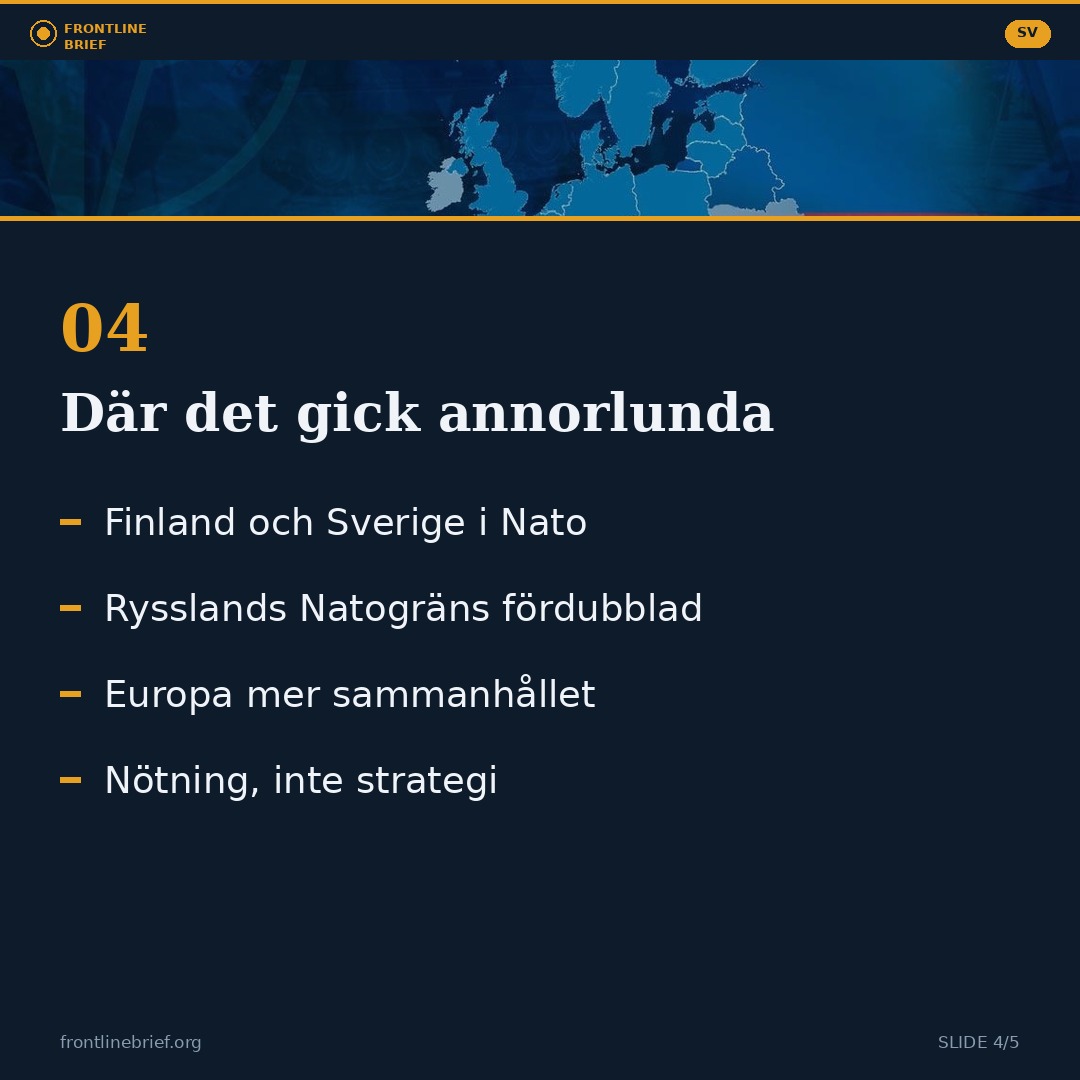 FRONTLINE
BRIEF
SV
04
Där det gick annorlunda
– Finland och Sverige i Nato
– Rysslands Natogräns fördubblad
– Europa mer sammanhållet
– Nötning, inte strategi
frontlinebrief.org
SLIDE 4/5